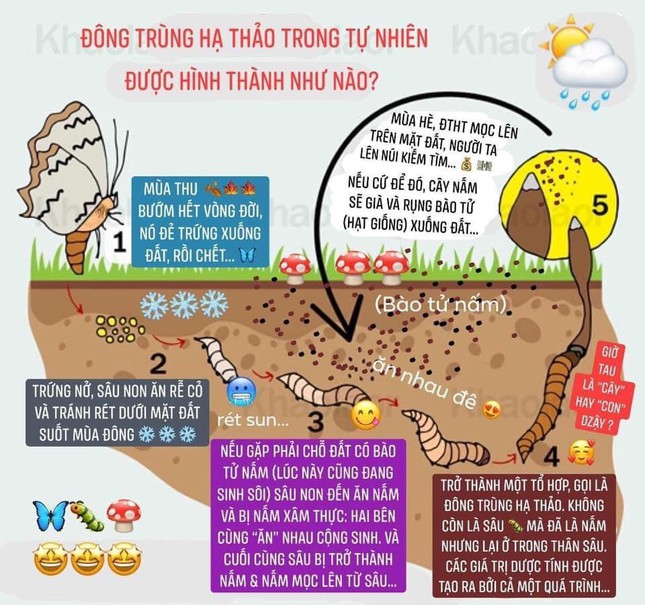 ĐÔNG TRÙNG HẠ THẢO TRONG TỰ NHIÊN
ĐƯỢC HÌNH THÀNH NHƯ NÀO?
MÙA HÈ, ĐTHT MỌC LÊN
TRÊN MẶT ĐẤT, NGƯỜI TA
LÊN NÚI KIẾM TÌM...
NẾU CỨ ĐỂ ĐÓ, CÂY NẤM
SẼ GIÀ VÀ RỤNG BÀO TỬ
(HẠT GIỐNG) XUỐNG ĐẤT...
5
MÙA THU
BƯỚM HẾT VÒNG ĐỜI,
NÓ ĐẺ TRỨNG XUỐNG
ĐẤT, RỒI CHẾT...
1
(Bào tử nấm)
2
ăn nhau đê
GIỜ
TAU
LÀ "CÂY"
HAY "CON"
DZẬY ?
TRỨNG NỞ, SÂU NON ĂN RỄ CỎ
VÀ TRÁNH RÉT DƯỚI MẶT ĐẤT
SUỐT MÙA ĐÔNG
rét sun...
3
4
NẾU GẶP PHẢI CHỖ ĐẤT CÓ BÀO
TỬ NẤM (LÚC NÀY CŨNG ĐANG
SINH SÔI) SÂU NON ĐẾN ĂN NẤM
VÀ BỊ NẤM XÂM THỰC: HAI BÊN
CÙNG "ĂN" NHAU CỘNG SINH. VÀ
CUỐI CÙNG SÂU BỊ TRỞ THÀNH
NẤM & NẤM MỌC LÊN TỪ SÂU...
TRỞ THÀNH MỘT TỔ HỢP, GỌI LÀ
ĐÔNG TRÙNG HẠ THẢO. KHÔNG
CÒN LÀ SÂU MÀ ĐÃ LÀ NẤM
NHƯNG LẠI Ở TRONG THÂN SÂU.
CÁC GIÁ TRỊ DƯỢC TÍNH ĐƯỢC
TẠO RA BỞI CẢ MỘT QUÁ TRÌNH...